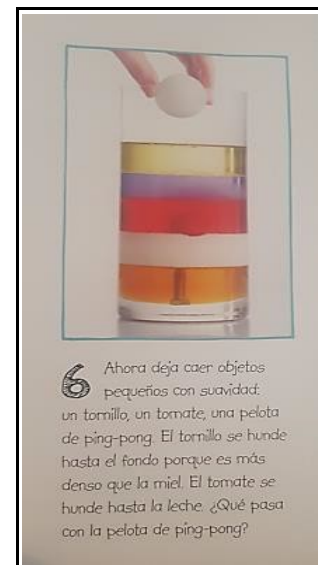 6 Ahora deja caer objetos
pequeños con suavidad:
un tornillo, un tomate, una pelota
de ping-pong. El tornillo se hunde
hasta el fondo porque es más
denso que la miel. El tomate se
hunde hasta la leche. ¿Qué pasa
con la pelota de ping-pong?